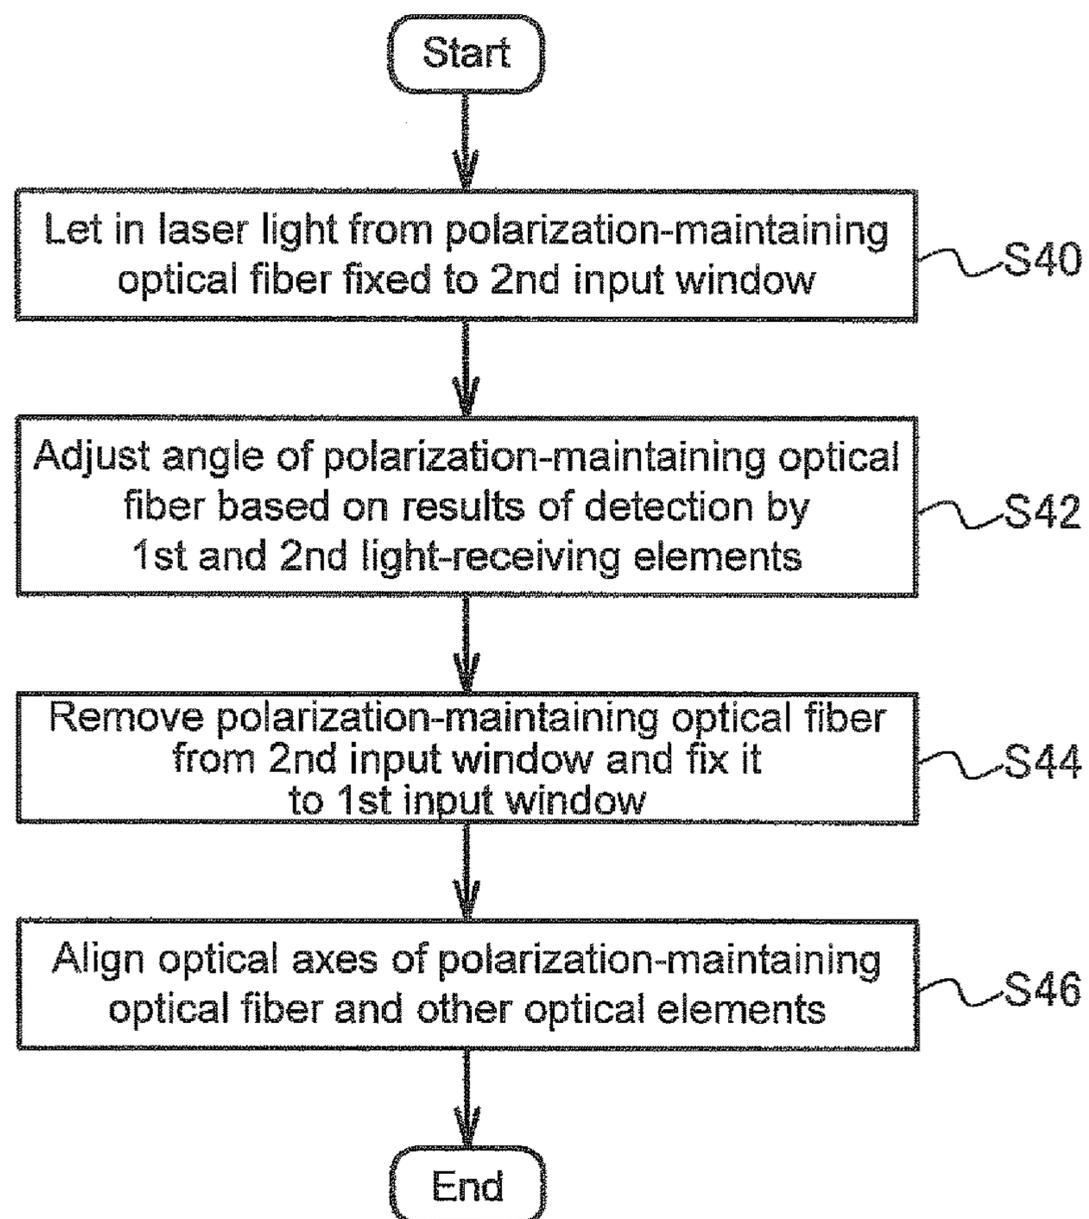 Start
Let in laser light from polarization-maintaining
optical fiber fixed to 2nd input window
S40
Adjust angle of polarization-maintaining optical
fiber based on results of detection by
1st and 2nd light-receiving elements
S42
Remove polarization-maintaining optical fiber
from 2nd input window and fix it
to 1st input window
S44
Align optical axes of polarization-maintaining
optical fiber and other optical elements
S46
End